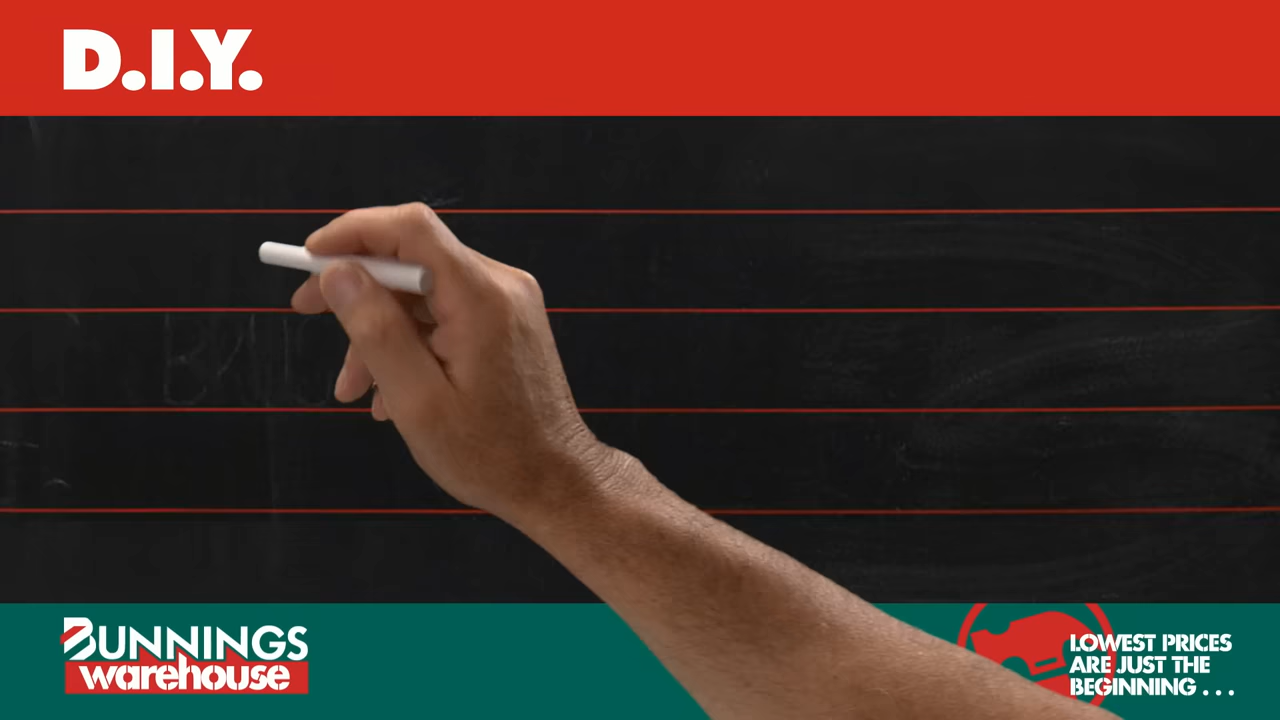 D.I.Y.
BUNNINGS
warehouse
LOWEST PRICES
ARE JUST THE
BEGINNING . . .